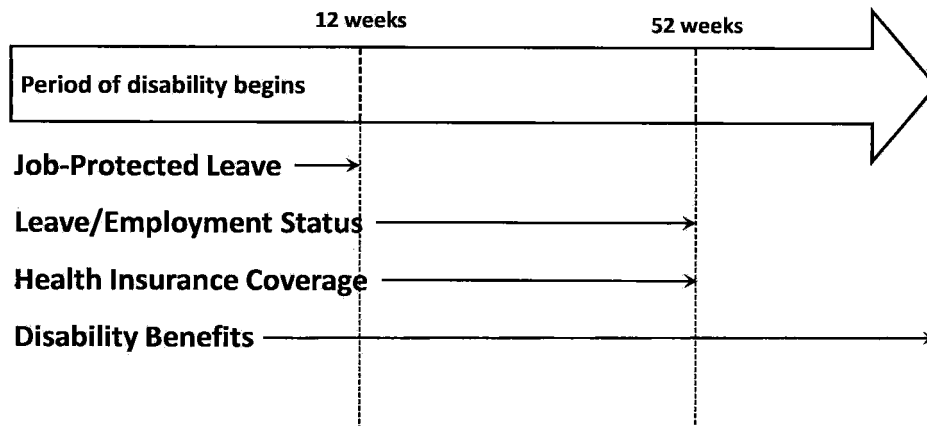 12 weeks
52 weeks
Period of disability begins
Job-Protected Leave
Leave/Employment Status
Health Insurance Coverage
Disability Benefits